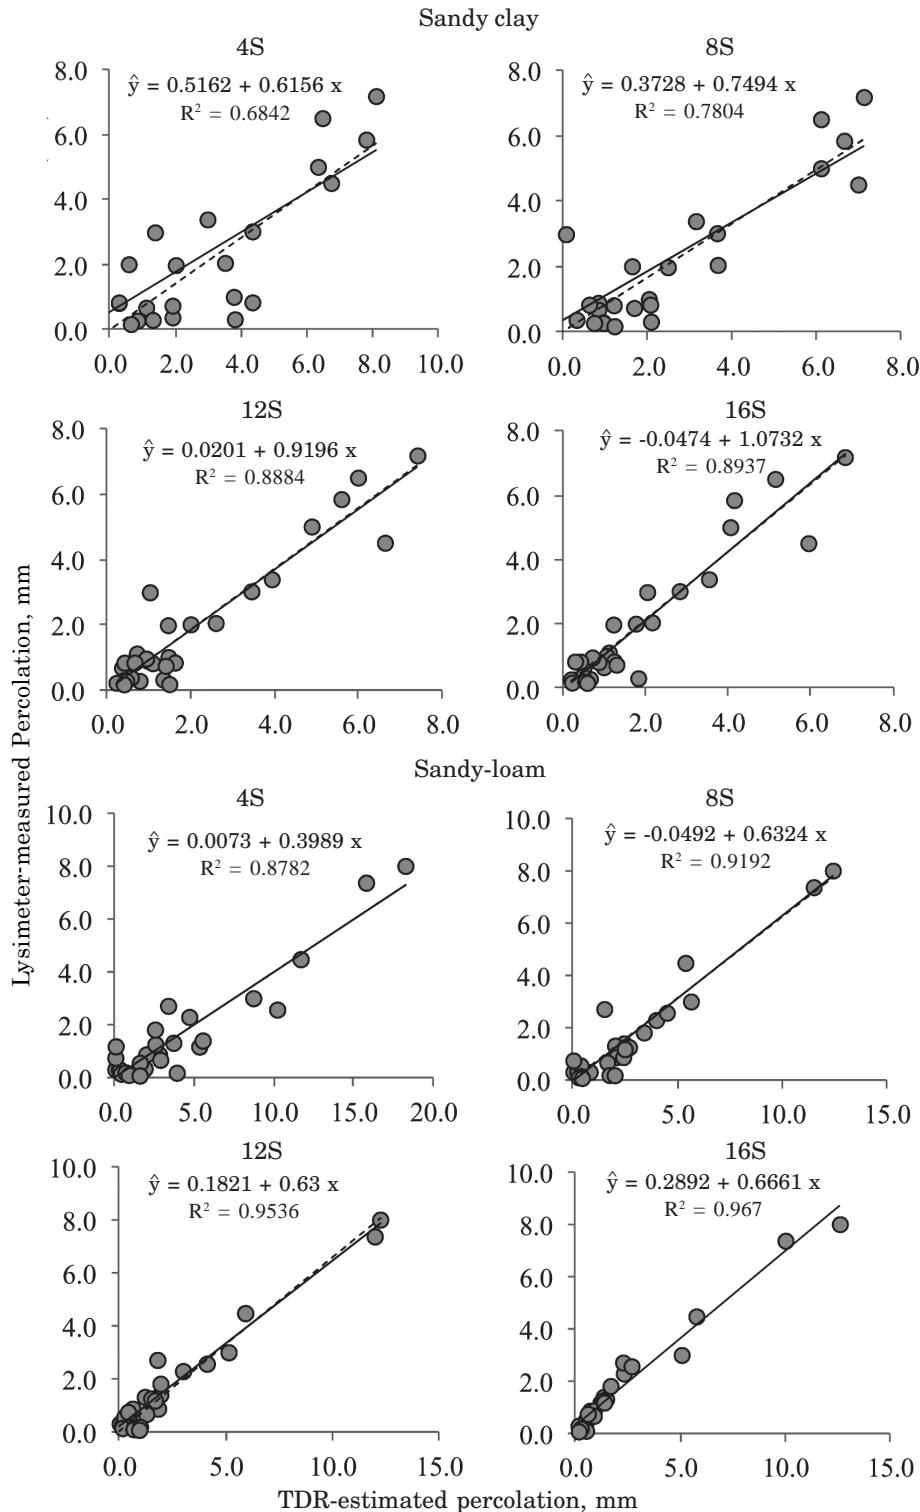 Sandy clay
4S
8S
ŷ = 0.5162 + 0.6156 x
R² = 0.6842
ŷ = 0.3728 + 0.7494 x
R² = 0.7804
8.0
6.0
4.0
2.0
0.0
0.0 2.0 4.0 6.0 8.0 10.0
8.0
6.0
4.0
2.0
0.0
0.0 2.0 4.0 6.0 8.0
12S
16S
ŷ = 0.0201 + 0.9196 x
R² = 0.8884
ŷ = -0.0474 + 1.0732 x
R² = 0.8937
8.0
6.0
4.0
2.0
0.0
0.0 2.0 4.0 6.0 8.0
8.0
6.0
4.0
2.0
0.0
0.0 2.0 4.0 6.0 8.0
Lysimeter-measured Percolation, mm
Sandy-loam
4S
8S
ŷ = 0.0073 + 0.3989 x
R² = 0.8782
ŷ = -0.0492 + 0.6324 x
R² = 0.9192
10.0
8.0
6.0
4.0
2.0
0.0
0.0 5.0 10.0 15.0 20.0
10.0
8.0
6.0
4.0
2.0
0.0
0.0 5.0 10.0 15.0
12S
16S
ŷ = 0.1821 + 0.63 x
R² = 0.9536
ŷ = 0.2892 + 0.6661 x
R² = 0.967
10.0
8.0
6.0
4.0
2.0
0.0
0.0 5.0 10.0 15.0
10.0
8.0
6.0
4.0
2.0
0.0
0.0 5.0 10.0 15.0
TDR-estimated percolation, mm